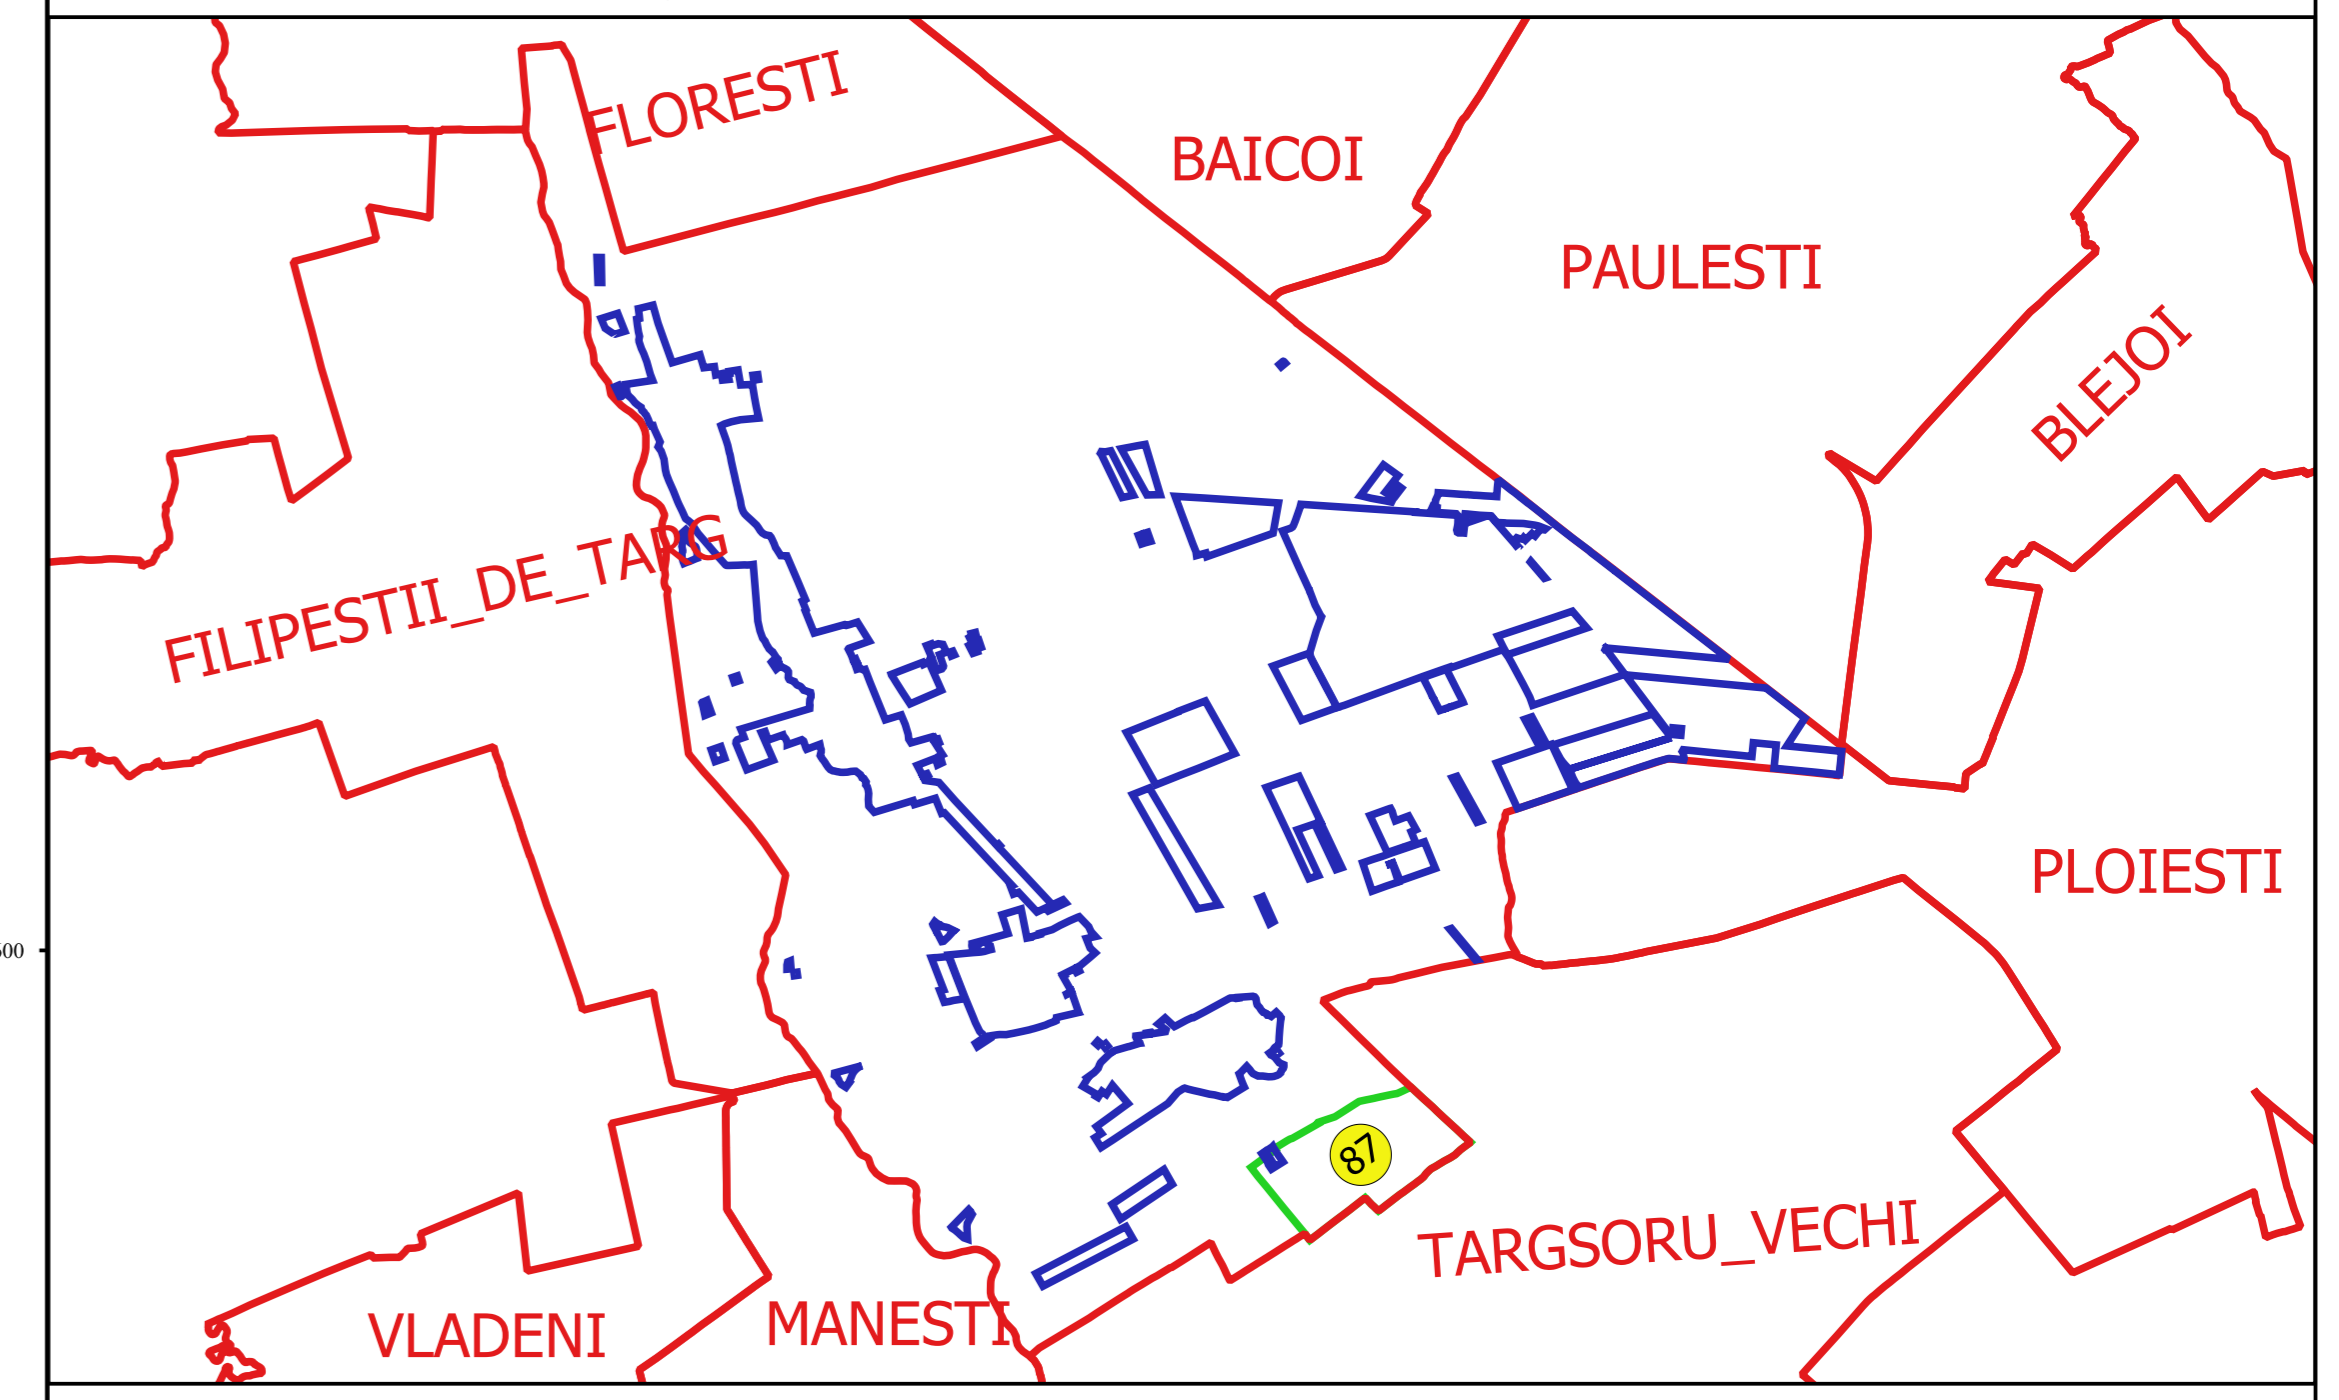 FLORESTI
BAICOI
PAULESTI
BLEJOI
FILIPESTII_DE_TARG
PLOIESTI
87
TARGSORU_VECHI
VLADENI
MANESTI